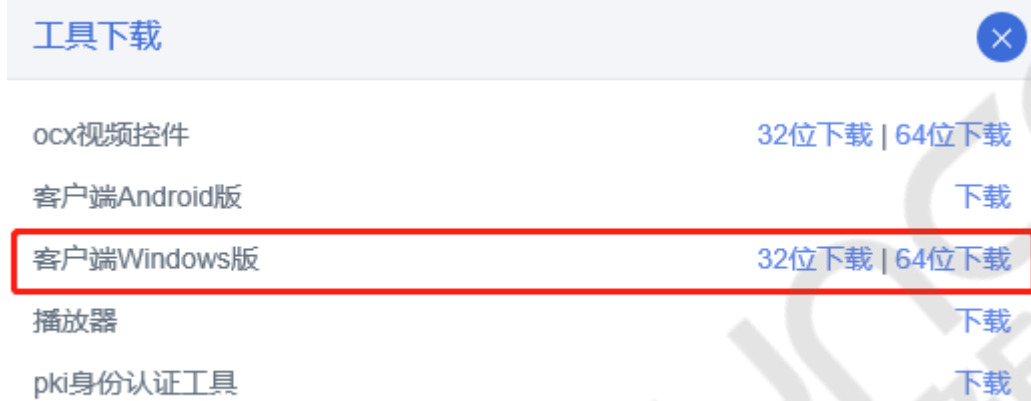 工具下载
ocx视频控件 32位下载 | 64位下载
客户端Android版 下载
客户端Windows版 32位下载 | 64位下载
播放器 下载
pki身份认证工具 下载